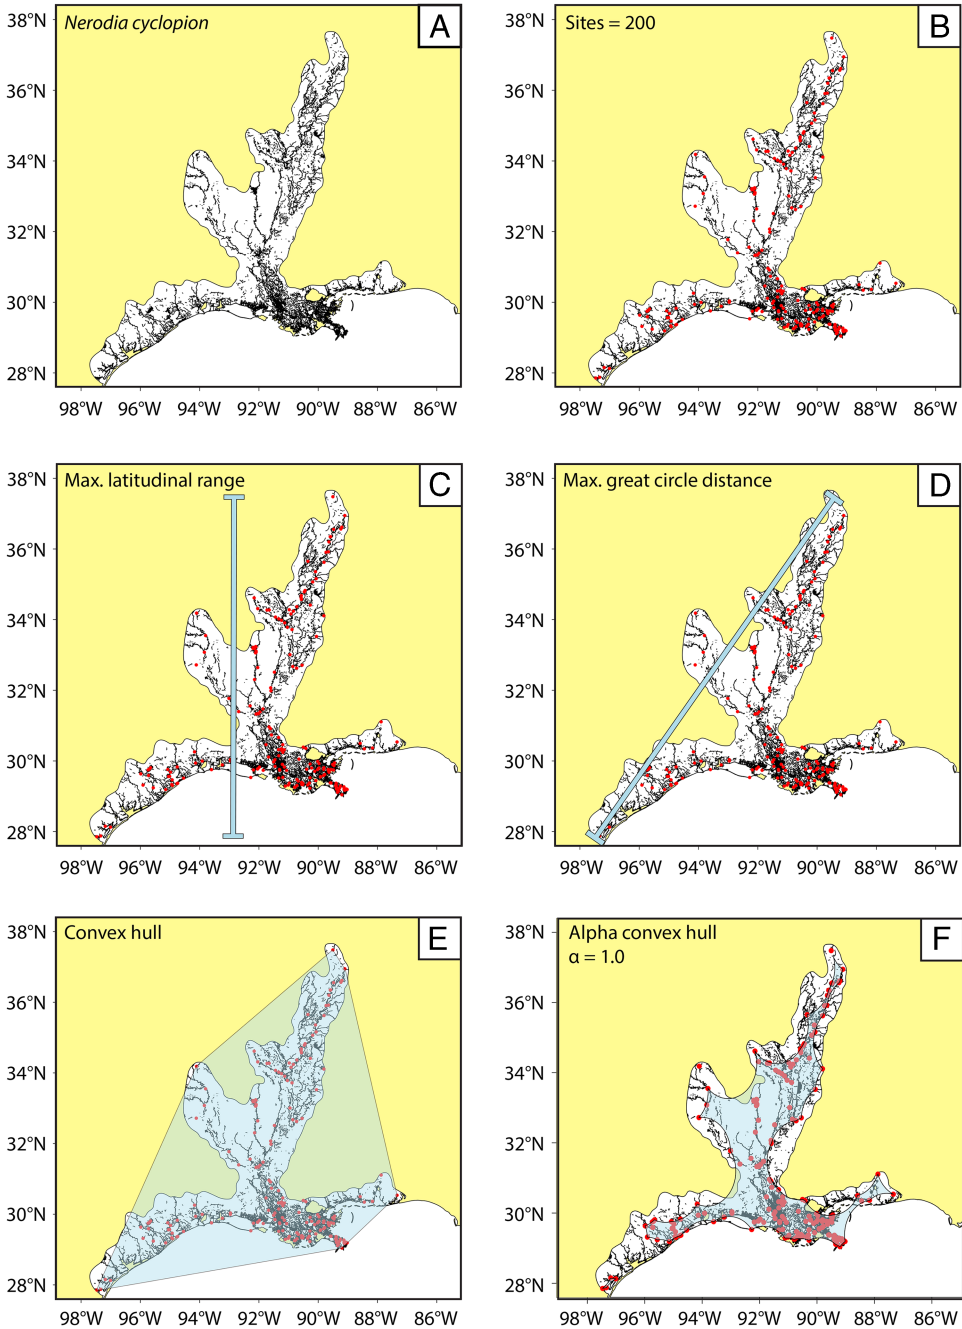 38°N
36°N
34°N
32°N
30°N
28°N
Nerodia cyclopion
A
98°W 96°W 94°W 92°W 90°W 88°W 86°W
38°N
36°N
34°N
32°N
30°N
28°N
Sites = 200
B
98°W 96°W 94°W 92°W 90°W 88°W 86°W
38°N
36°N
34°N
32°N
30°N
28°N
Max. latitudinal range
C
98°W 96°W 94°W 92°W 90°W 88°W 86°W
38°N
36°N
34°N
32°N
30°N
28°N
Max. great circle distance
D
98°W 96°W 94°W 92°W 90°W 88°W 86°W
38°N
36°N
34°N
32°N
30°N
28°N
Convex hull
E
98°W 96°W 94°W 92°W 90°W 88°W 86°W
38°N
36°N
34°N
32°N
30°N
28°N
Alpha convex hull
α = 1.0
F
98°W 96°W 94°W 92°W 90°W 88°W 86°W